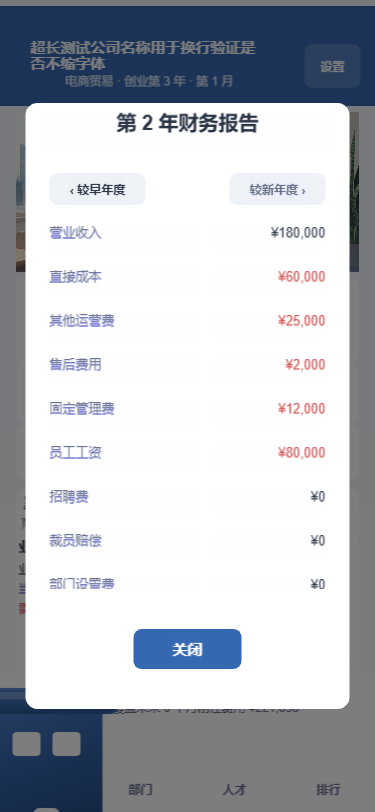 超长测试公司名称用于换行验证是
否不缩字体
电商贸易 · 创业第 3 年 · 第 1 月
设置
第 2 年财务报告
‹ 较早年度
较新年度 ›
营业收入 ¥180,000
直接成本 ¥60,000
其他运营费 ¥25,000
售后费用 ¥2,000
固定管理费 ¥12,000
员工工资 ¥80,000
招聘费 ¥0
裁员赔偿 ¥0
部门设置费 ¥0
关闭
部门
人才
排行